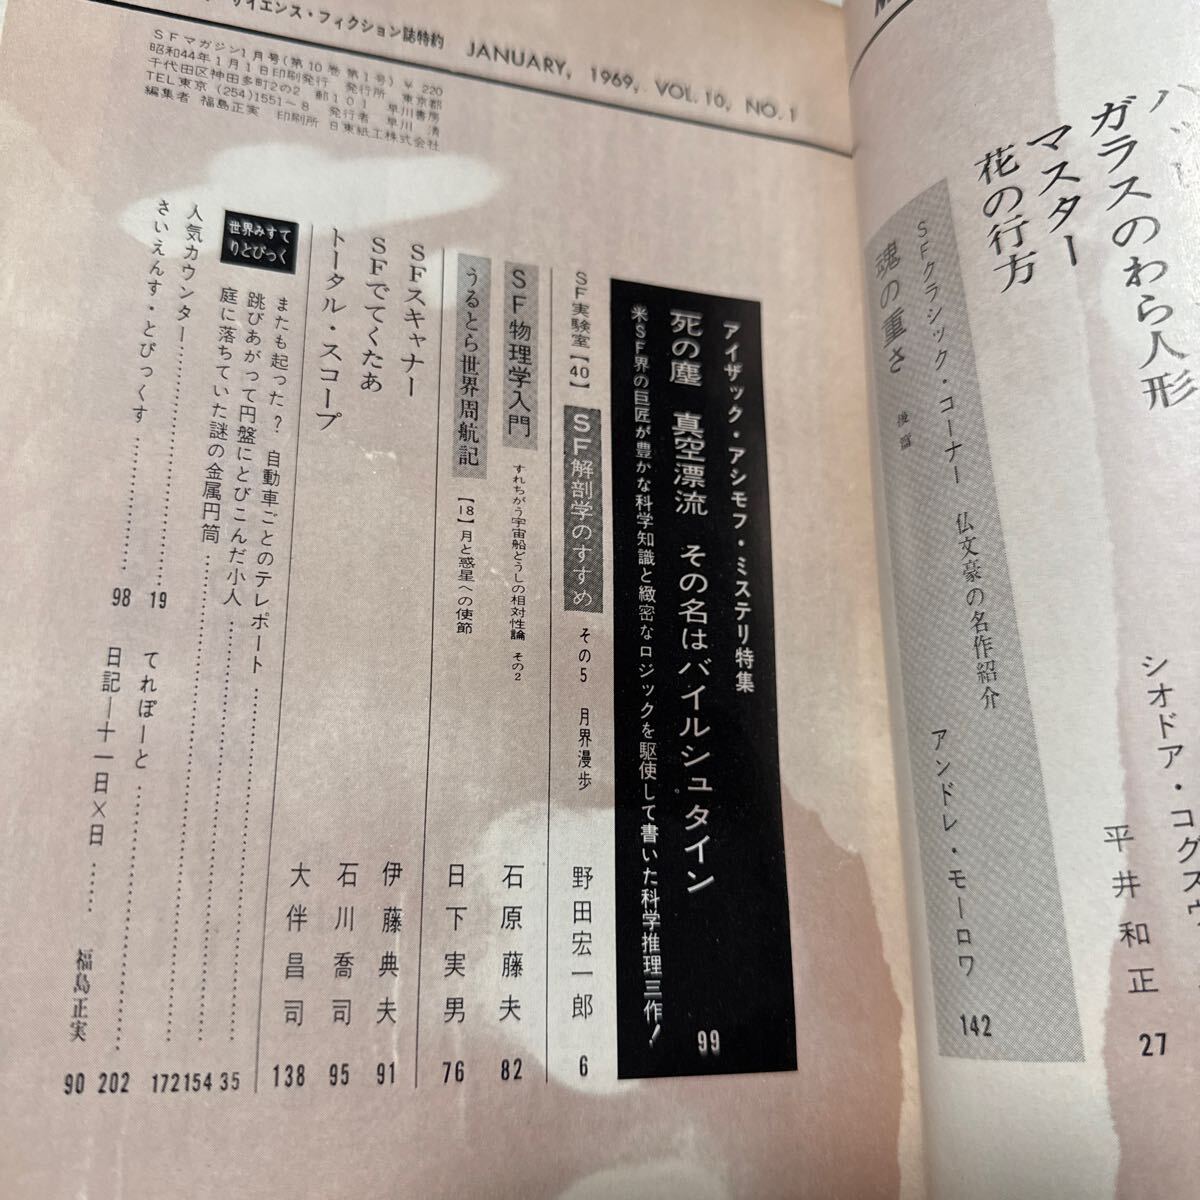 サイエンス・フィクション誌特約 JANUARY, 1969, VOL.10, NO.1
SFマガジン1月号(第10巻第1号) ¥220
昭和44年1月1日印刷発行 発行所 東京都
千代田区神田多町2の2 郵101 早川書房
TEL東京(254)1551〜8 発行者 早川 清
編集者 福島正実 印刷所 日東紙工株式会社
ガラスのわら人形
シオドア・コグスウ
マスター
平井和正 27
花の行方
SFクラシック・コーナー 仏文豪の名作紹介
魂の重さ 後篇 アンドレ・モーロワ 142
アイザック・アシモフ・ミステリ特集
死の塵 真空漂流 その名はバイルシュタイン 99
米SF界の巨匠が豊かな科学知識と緻密なロジックを駆使して書いた科学推理三作!
SF実験室【40】 SF解剖学のすすめ その5 月界漫歩 野田宏一郎 6
SF物理学入門 すれちがう宇宙船どうしの相対性論 その2 石原藤夫 82
うるとら世界周航記 【18】月と惑星への使節 日下実男 76
SFスキャナー 伊藤典夫 91
SFでてくたあ 石川喬司 95
トータル・スコープ 大伴昌司 138
世界みすてりとぴっく
またも起った? 自動車ごとのテレポート 35
跳びあがって円盤にとびこんだ小人 154
庭に落ちていた謎の金属円筒 172
人気カウンター 19
てれぽーと 202
さいえんす・とぴっくす 98
日記―十一日×日 福島正実 90